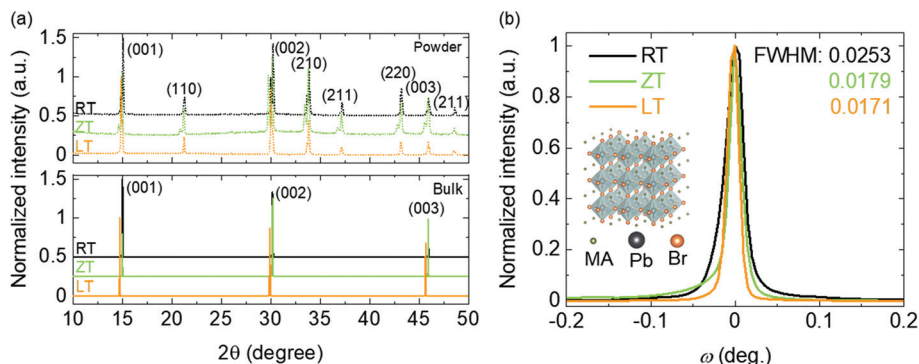 (a)
Normalized intensity (a.u.)
1.5
1
0.5
0
(001)
(110)
(002)
(210)
(211)
(220)
(003)
(211)
Powder
RT
ZT
LT
1.5
1
0.5
0
(001)
(002)
(003)
Bulk
RT
ZT
LT
10 15 20 25 30 35 40 45 50
2θ (degree)
(b)
Normalized intensity (a.u.)
1
0.8
0.6
0.4
0.2
0
RT FWHM: 0.0253
ZT 0.0179
LT 0.0171
MA Pb Br
-0.2 -0.1 0 0.1 0.2
ω (deg.)